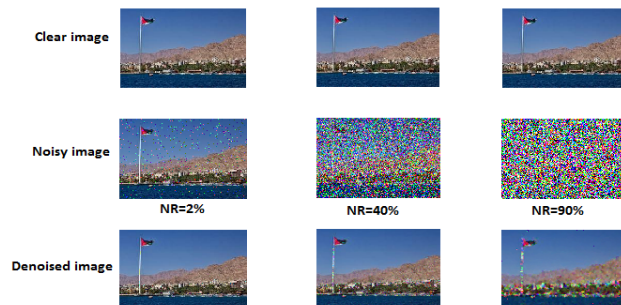 Clear image
Noisy image
NR=2%
NR=40%
NR=90%
Denoised image